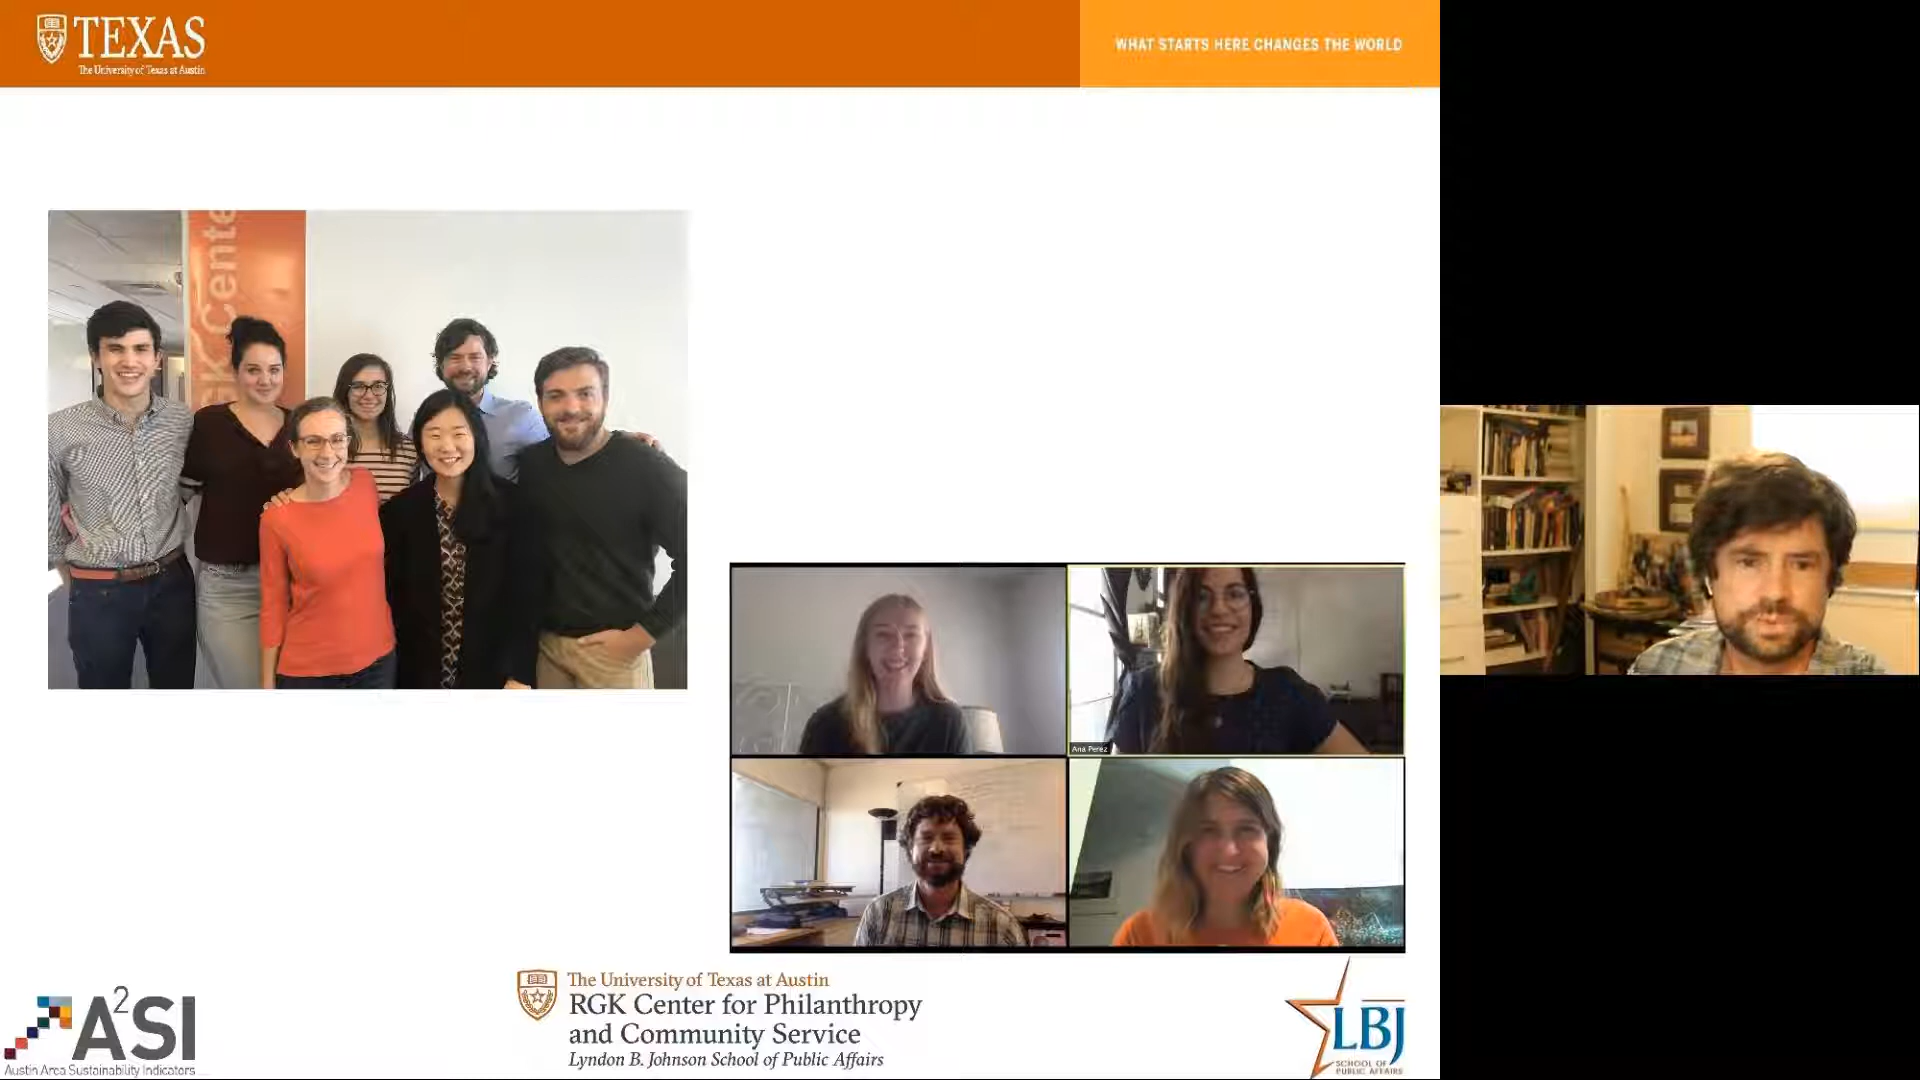 TEXAS
The University of Texas at Austin
WHAT STARTS HERE CHANGES THE WORLD
GK Cente
Ana Perez
A2SI
Austin Area Sustainability Indicators
The University of Texas at Austin
RGK Center for Philanthropy
and Community Service
Lyndon B. Johnson School of Public Affairs
LBJ
SCHOOL OF
PUBLIC AFFAIRS